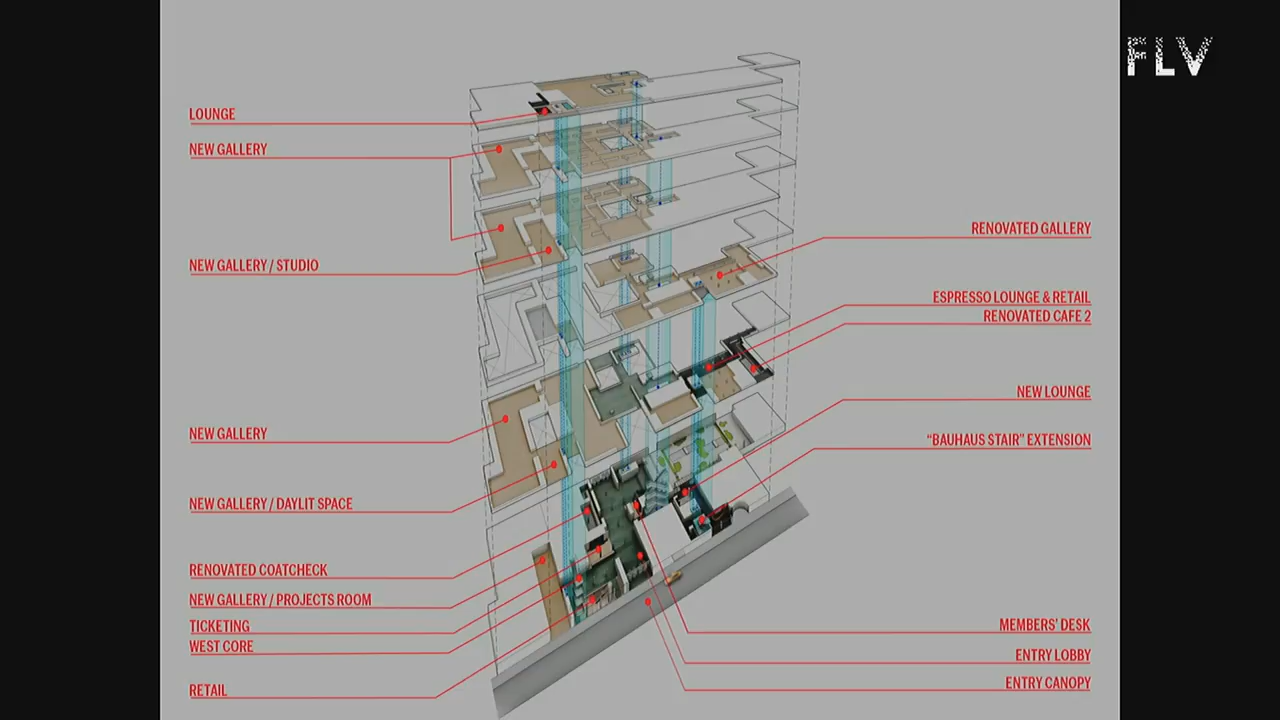 FLV
LOUNGE
NEW GALLERY
NEW GALLERY / STUDIO
NEW GALLERY
NEW GALLERY / DAYLIT SPACE
RENOVATED COATCHECK
NEW GALLERY / PROJECTS ROOM
TICKETING
WEST CORE
RETAIL
RENOVATED GALLERY
ESPRESSO LOUNGE & RETAIL
RENOVATED CAFE 2
NEW LOUNGE
“BAUHAUS STAIR” EXTENSION
MEMBERS’ DESK
ENTRY LOBBY
ENTRY CANOPY